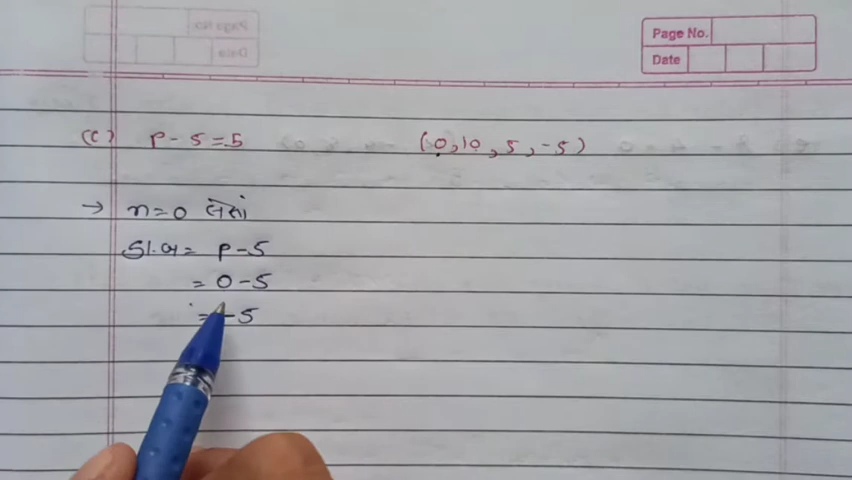 Page No.
Date
(c) p - 5 = 5 (0, 10, 5, -5)
→ n = 0 લેતાં
ડા.બા = p - 5
= 0 - 5
= - 5